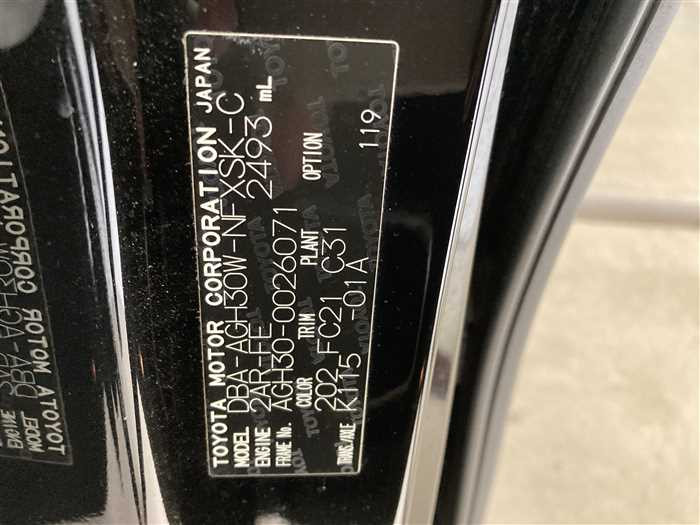 TOYOTA MOTOR CORPORATION JAPAN
MODEL DBA-AGH30W-NFXSK-C
ENGINE 2AR-FE 2493 mL
FRAME No. AGH30-0026071
COLOR TRIM PLANT OPTION
202 FC21 C31 119
TRANS./AXLE K115 -01A